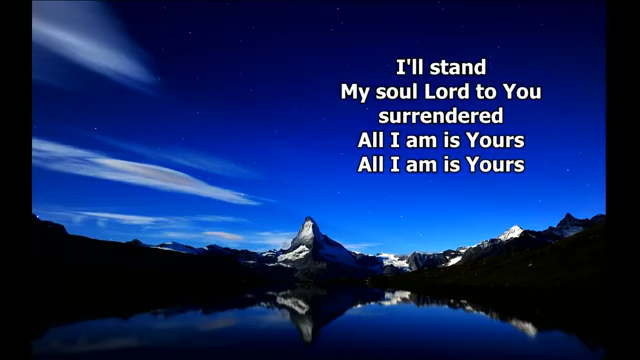 I'll stand
My soul Lord to You
surrendered
All I am is Yours
All I am is Yours